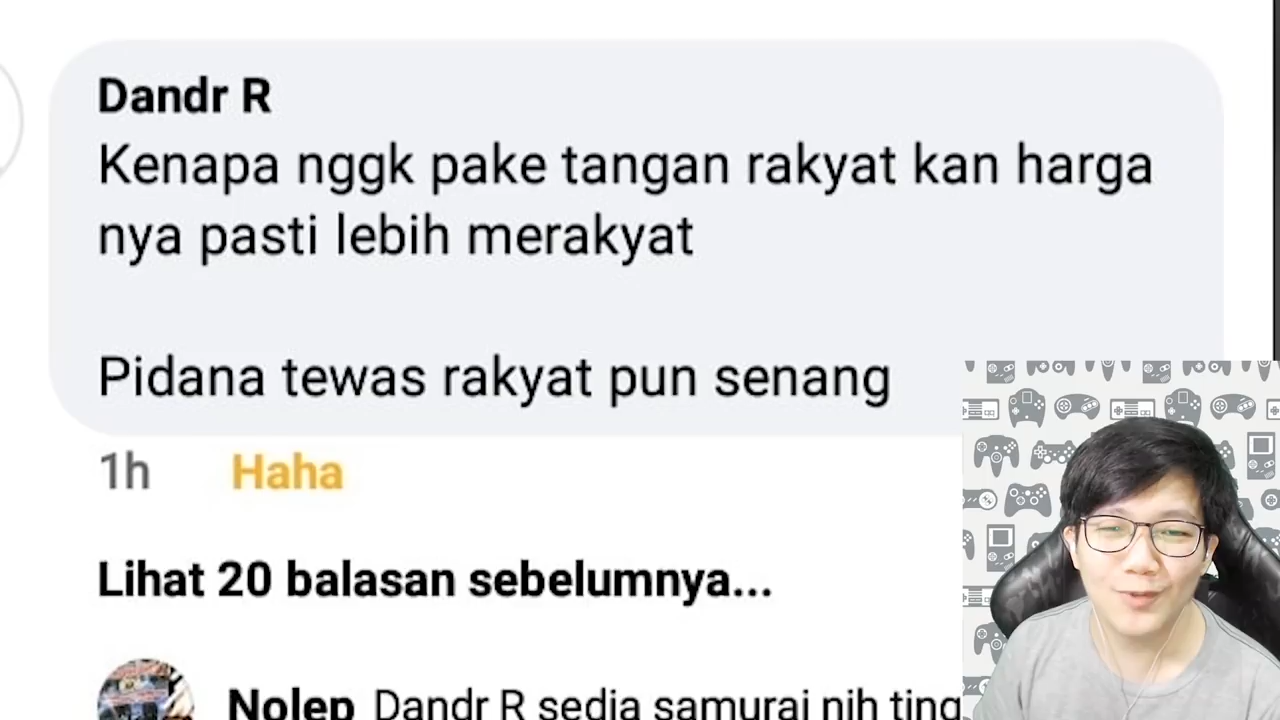 Dandr R
Kenapa nggk pake tangan rakyat kan harga
nya pasti lebih merakyat
Pidana tewas rakyat pun senang
1h Haha
Lihat 20 balasan sebelumnya...
Nolep Dandr R sedia samurai nih ting